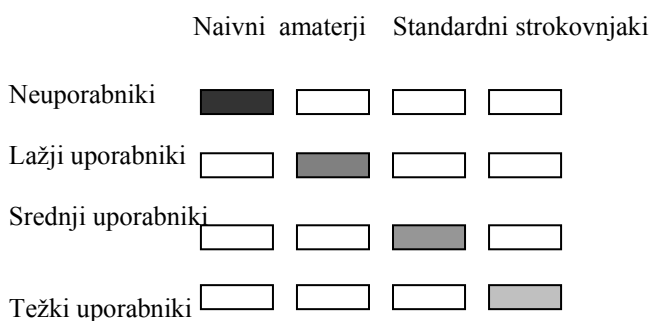 Naivni amaterji Standardni strokovnjaki
Neuporabniki
Lažji uporabniki
Srednji uporabniki
Težki uporabniki